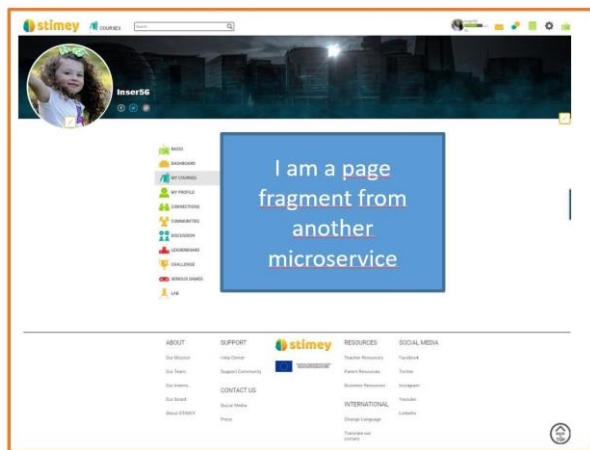 stimey COURSES Search
Inser56
RADIO
DASHBOARD
MY COURSES
MY PROFILE
CONNECTIONS
COMMUNITIES
DISCUSSION
LEADERBOARD
CHALLENGE
SERIOUS GAMES
LAB
I am a page
fragment from
another
microservice
ABOUT
Our Mission
Our Team
Our Interns
Our Board
About STIMEY
SUPPORT
Help Center
Support Community
CONTACT US
Social Media
Press
stimey
RESOURCES
Teacher Resources
Parent Resources
Business Resources
INTERNATIONAL
Change Language
Translate our
content
SOCIAL MEDIA
Facebook
Twitter
Instagram
Youtube
LinkedIn